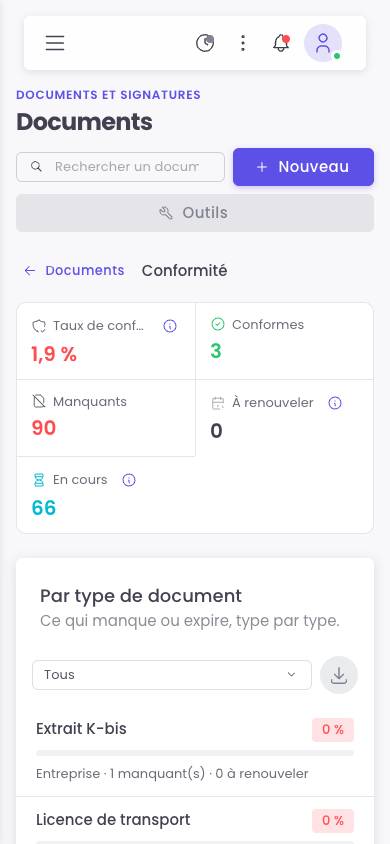 DOCUMENTS ET SIGNATURES
Documents
Rechercher un docum
Nouveau
Outils
Documents
Conformité
Taux de conf...
1,9 %
Conformes
3
Manquants
90
À renouveler
0
En cours
66
Par type de document
Ce qui manque ou expire, type par type.
Tous
Extrait K-bis
0 %
Entreprise · 1 manquant(s) · 0 à renouveler
Licence de transport
0 %